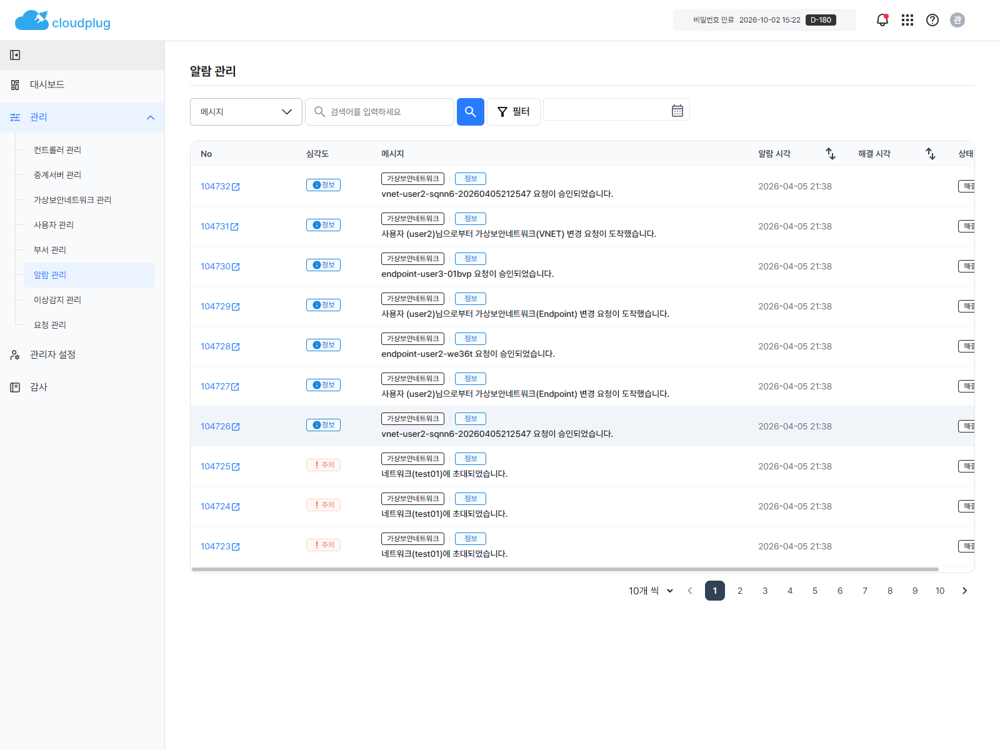 cloudplug
비밀번호 만료 2026-10-02 15:22 D-180
관
대시보드
관리
컨트롤러 관리
중계서버 관리
가상보안네트워크 관리
사용자 관리
부서 관리
알람 관리
이상감지 관리
요청 관리
관리자 설정
감사
알람 관리
메시지
검색어를 입력하세요
필터
No 심각도 메시지 알람 시각 해결 시각 상태
가상보안네트워크 정보
104732 정보 2026-04-05 21:38 해결
vnet-user2-sqnn6-20260405212547 요청이 승인되었습니다.
가상보안네트워크 정보
104731 정보 2026-04-05 21:38 해결
사용자 (user2)님으로부터 가상보안네트워크(VNET) 변경 요청이 도착했습니다.
가상보안네트워크 정보
104730 정보 2026-04-05 21:38 해결
endpoint-user3-01bvp 요청이 승인되었습니다.
가상보안네트워크 정보
104729 정보 2026-04-05 21:38 해결
사용자 (user2)님으로부터 가상보안네트워크(Endpoint) 변경 요청이 도착했습니다.
가상보안네트워크 정보
104728 정보 2026-04-05 21:38 해결
endpoint-user2-we36t 요청이 승인되었습니다.
가상보안네트워크 정보
104727 정보 2026-04-05 21:38 해결
사용자 (user2)님으로부터 가상보안네트워크(Endpoint) 변경 요청이 도착했습니다.
가상보안네트워크 정보
104726 정보 2026-04-05 21:38 해결
vnet-user2-sqnn6-20260405212547 요청이 승인되었습니다.
가상보안네트워크 정보
104725 주의 2026-04-05 21:38 해결
네트워크(test01)에 초대되었습니다.
가상보안네트워크 정보
104724 주의 2026-04-05 21:38 해결
네트워크(test01)에 초대되었습니다.
가상보안네트워크 정보
104723 주의 2026-04-05 21:38 해결
네트워크(test01)에 초대되었습니다.
10개 씩 1 2 3 4 5 6 7 8 9 10